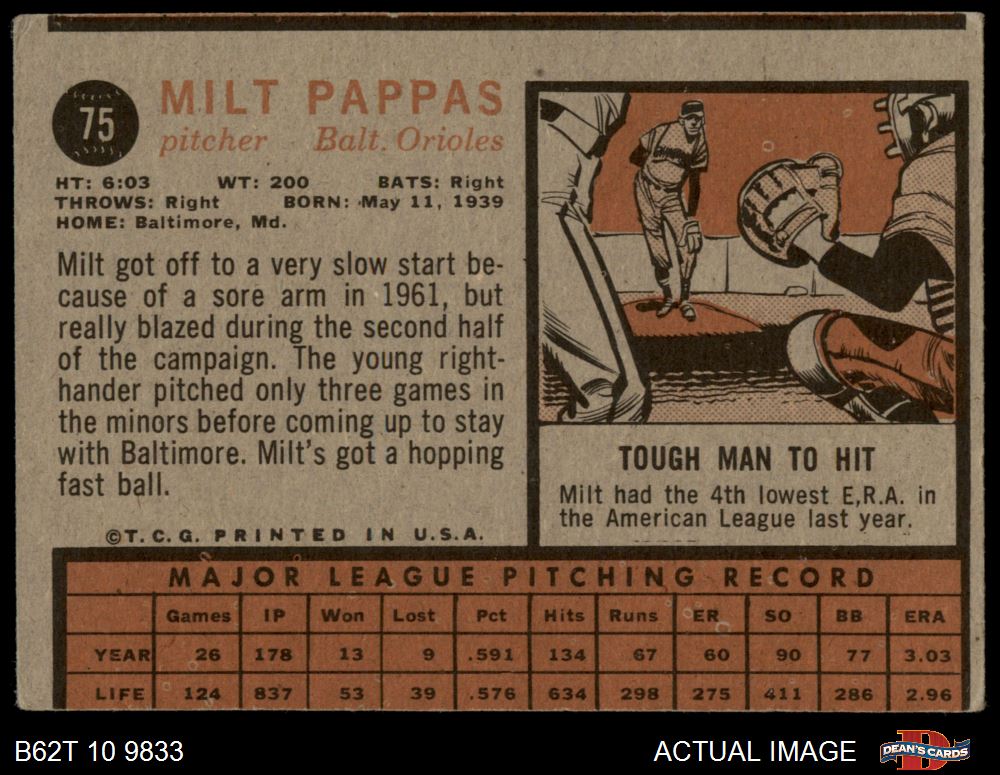 75
MILT PAPPAS
pitcher Balt. Orioles
HT: 6:03 WT: 200 BATS: Right
THROWS: Right BORN: May 11, 1939
HOME: Baltimore, Md.
Milt got off to a very slow start be-
cause of a sore arm in 1961, but
really blazed during the second half
of the campaign. The young right-
hander pitched only three games in
the minors before coming up to stay
with Baltimore. Milt's got a hopping
fast ball.
©T.C.G. PRINTED IN U.S.A.
TOUGH MAN TO HIT
Milt had the 4th lowest E,R.A. in
the American League last year.
MAJOR LEAGUE PITCHING RECORD
Games IP Won Lost Pct Hits Runs ER SO BB ERA
YEAR 26 178 13 9 .591 134 67 60 90 77 3.03
LIFE 124 837 53 39 .576 634 298 275 411 286 2.96
B62T 10 9833
ACTUAL IMAGE
DEAN'S CARDS